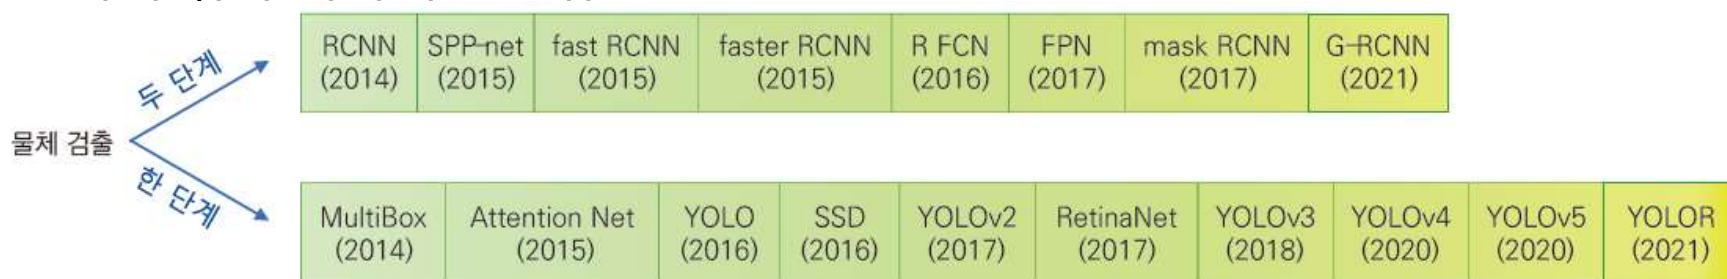 두 단계
RCNN SPP-net fast RCNN faster RCNN R FCN FPN mask RCNN G-RCNN
(2014) (2015) (2015) (2015) (2016) (2017) (2017) (2021)
물체 검출
한 단계
MultiBox Attention Net YOLO SSD YOLOv2 RetinaNet YOLOv3 YOLOv4 YOLOv5 YOLOR
(2014) (2015) (2016) (2016) (2017) (2017) (2018) (2020) (2020) (2021)